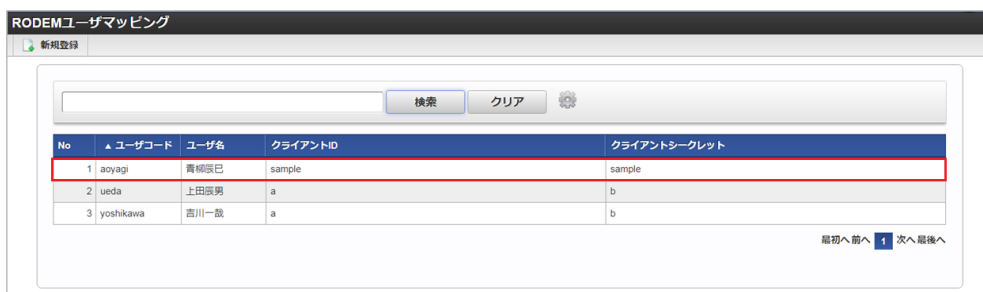 RODEMユーザマッピング
新規登録
検索 クリア
No ▲ ユーザコード ユーザ名 クライアントID クライアントシークレット
1 aoyagi 青柳辰巳 sample sample
2 ueda 上田辰男 a b
3 yoshikawa 吉川一哉 a b
最初へ 前へ 1 次へ 最後へ